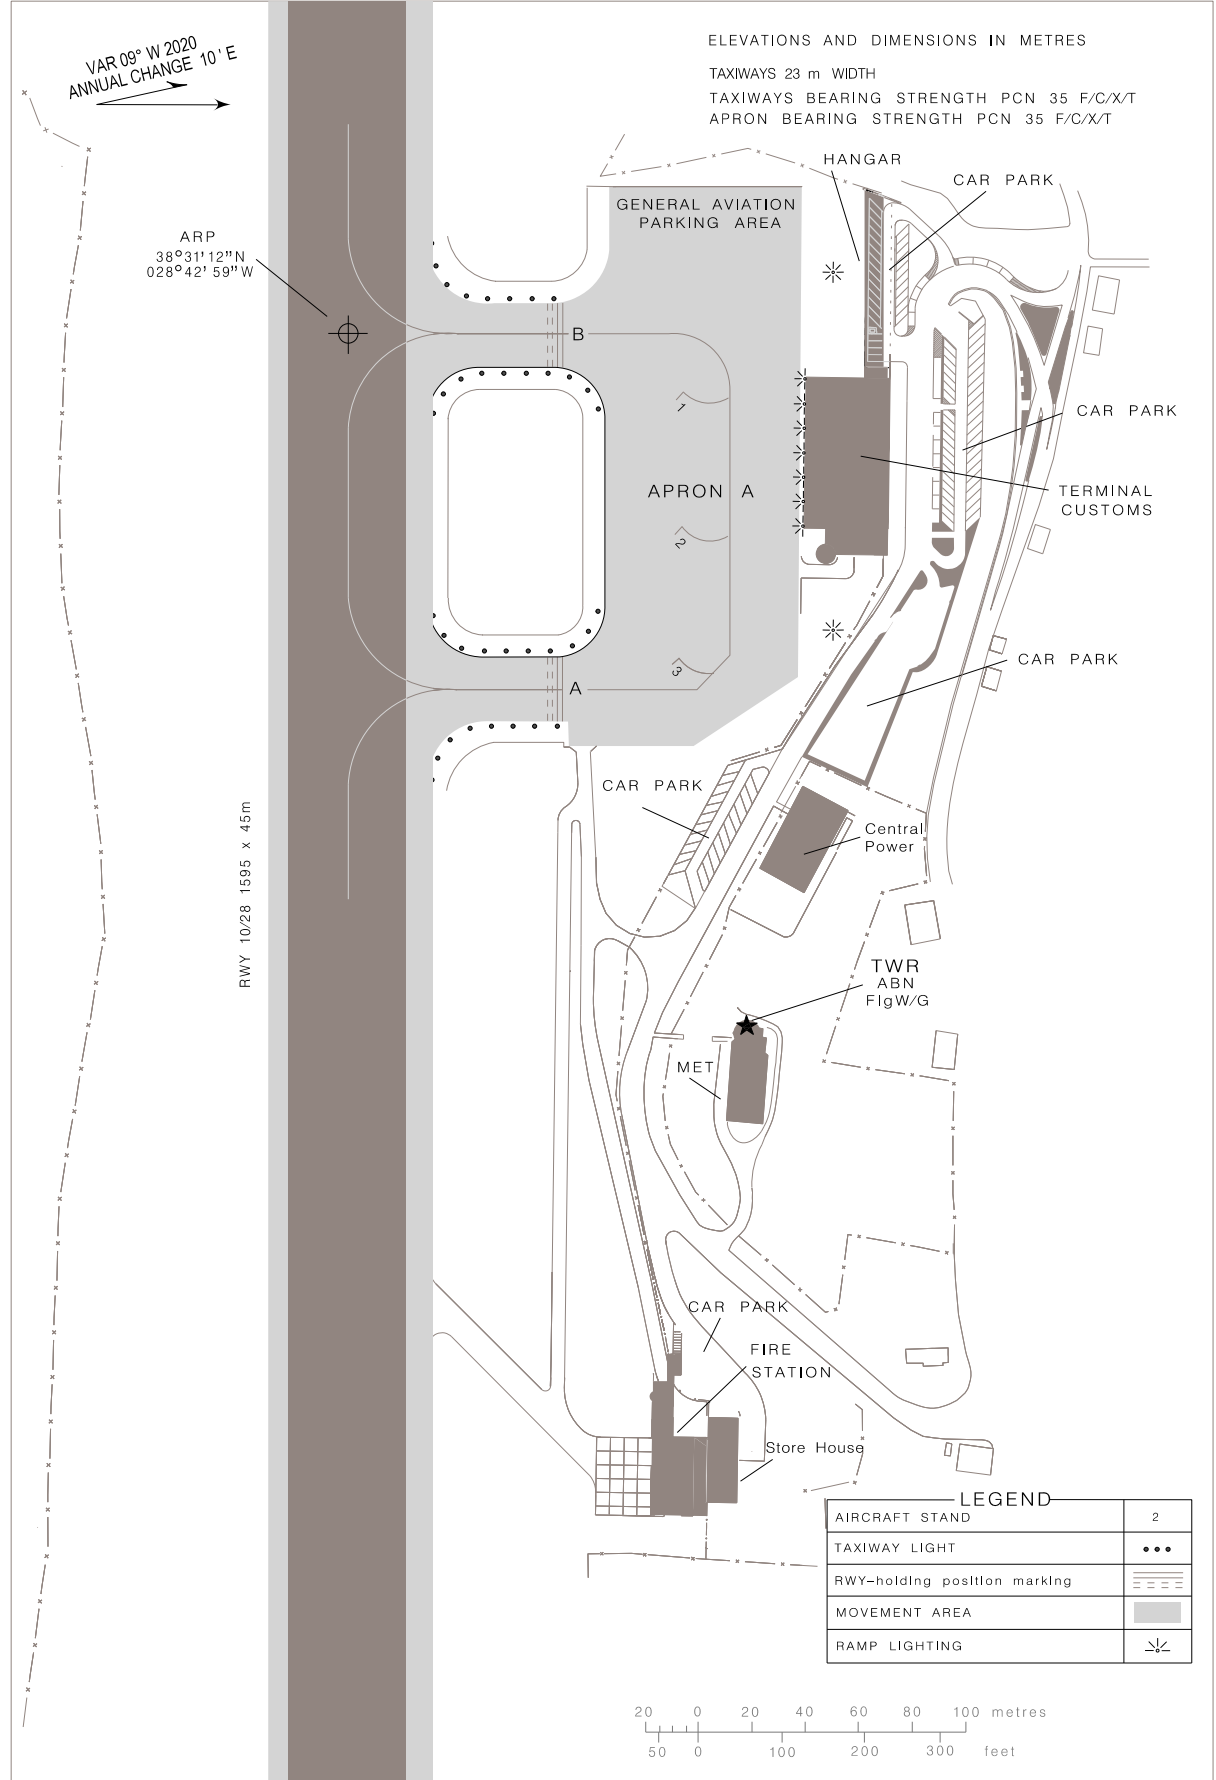 VAR 09° W 2020
ANNUAL CHANGE 10 ' E
ELEVATIONS AND DIMENSIONS IN METRES
TAXIWAYS 23 m WIDTH
TAXIWAYS BEARING STRENGTH PCN 35 F/C/X/T
APRON BEARING STRENGTH PCN 35 F/C/X/T
HANGAR
CAR PARK
GENERAL AVIATION
PARKING AREA
ARP
38°31'12"N
028°42'59"W
B
1
CAR PARK
APRON A
TERMINAL
CUSTOMS
2
3
CAR PARK
A
CAR PARK
RWY 10/28 1595 x 45m
Central
Power
TWR
ABN
FlgW/G
MET
CAR PARK
FIRE
STATION
Store House
LEGEND
AIRCRAFT STAND 2
TAXIWAY LIGHT
RWY-holding position marking
MOVEMENT AREA
RAMP LIGHTING
20 0 20 40 60 80 100 metres
50 0 100 200 300 feet